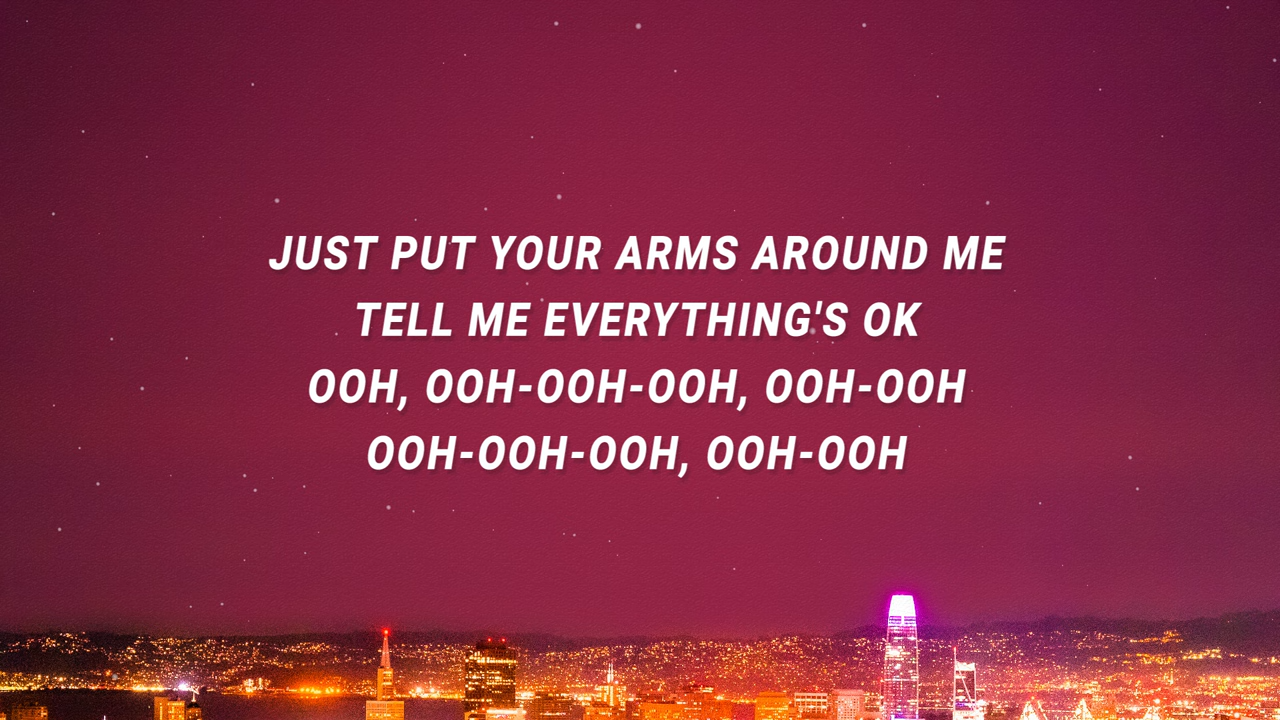 JUST PUT YOUR ARMS AROUND ME
TELL ME EVERYTHING'S OK
OOH, OOH-OOH-OOH, OOH-OOH
OOH-OOH-OOH, OOH-OOH